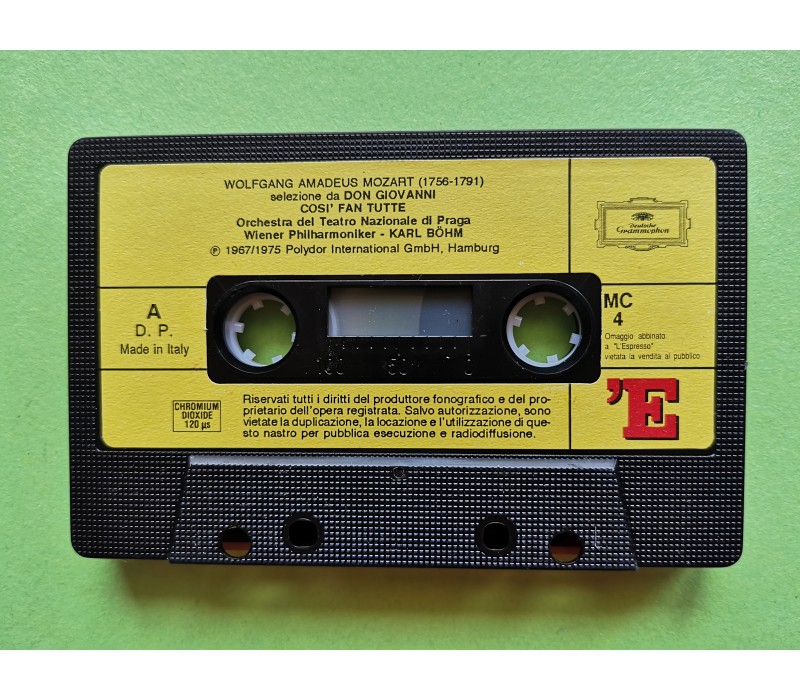 WOLFGANG AMADEUS MOZART (1756-1791)
selezione da DON GIOVANNI
COSI' FAN TUTTE
Orchestra del Teatro Nazionale di Praga
Wiener Philharmoniker - KARL BÖHM
Ⓟ 1967/1975 Polydor International GmbH, Hamburg
Deutsche
Grammophon
A
D. P.
Made in Italy
MC
4
Omaggio abbinato
a "L'Espresso"
vietata la vendita al pubblico
CHROMIUM
DIOXIDE
120 µs
Riservati tutti i diritti del produttore fonografico e del pro-
prietario dell'opera registrata. Salvo autorizzazione, sono
vietate la duplicazione, la locazione e l'utilizzazione di que-
sto nastro per pubblica esecuzione e radiodiffusione.
'E